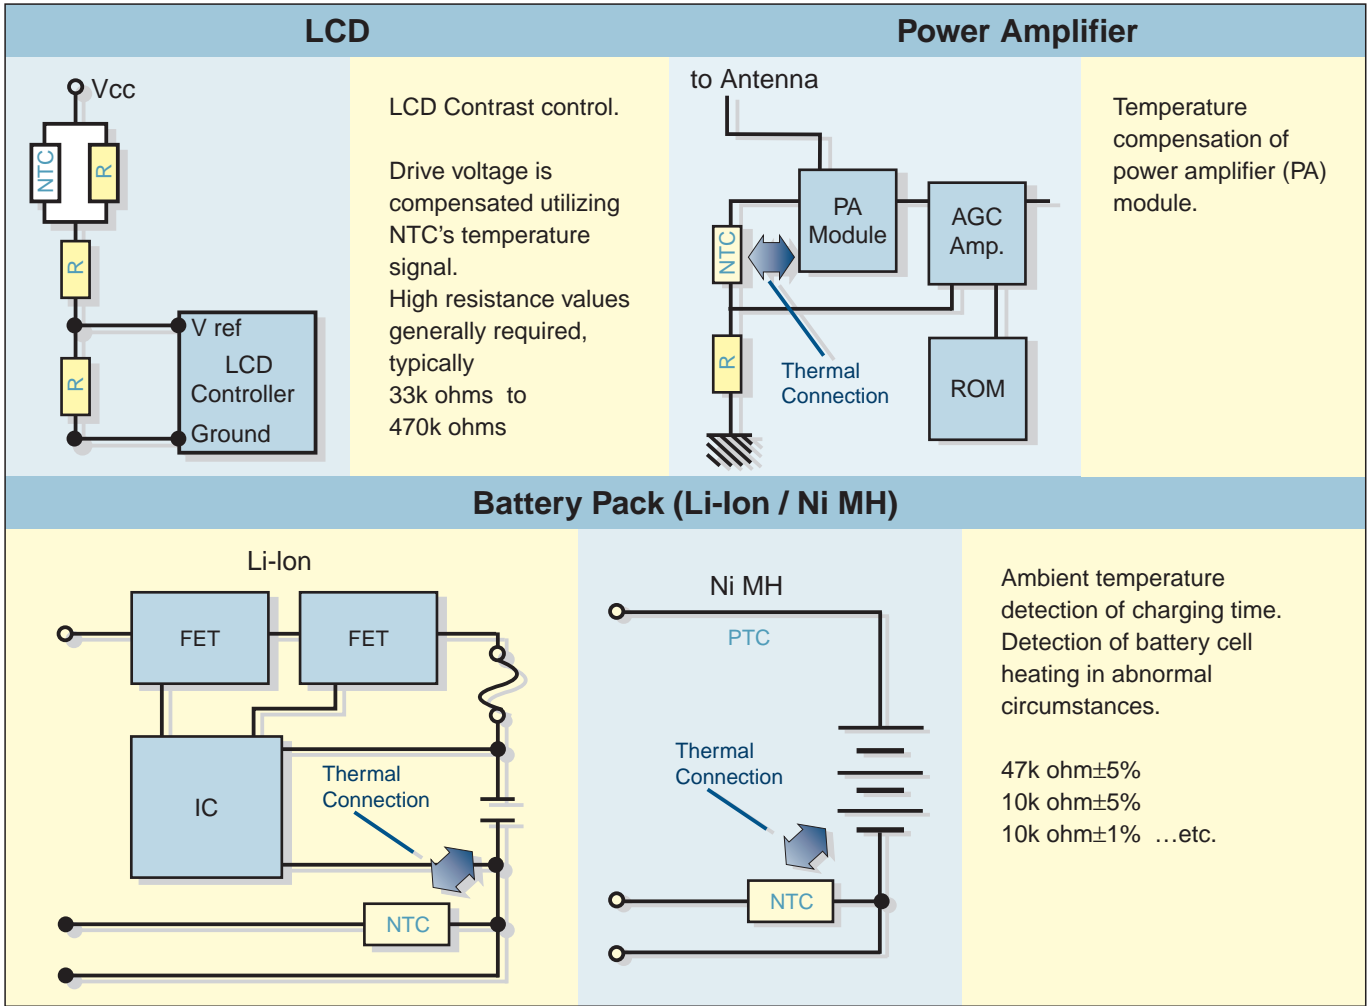 LCD
Power Amplifier
Vcc
NTC
R
R
V ref
LCD
Controller
R
Ground
LCD Contrast control.
Drive voltage is
compensated utilizing
NTC's temperature
signal.
High resistance values
generally required,
typically
33k ohms to
470k ohms
to Antenna
PA
Module
AGC
Amp.
NTC
R
Thermal
Connection
ROM
Temperature
compensation of
power amplifier (PA)
module.
Battery Pack (Li-Ion / Ni MH)
Li-Ion
FET
FET
IC
Thermal
Connection
NTC
Ni MH
PTC
Thermal
Connection
NTC
Ambient temperature
detection of charging time.
Detection of battery cell
heating in abnormal
circumstances.
47k ohm±5%
10k ohm±5%
10k ohm±1% …etc.